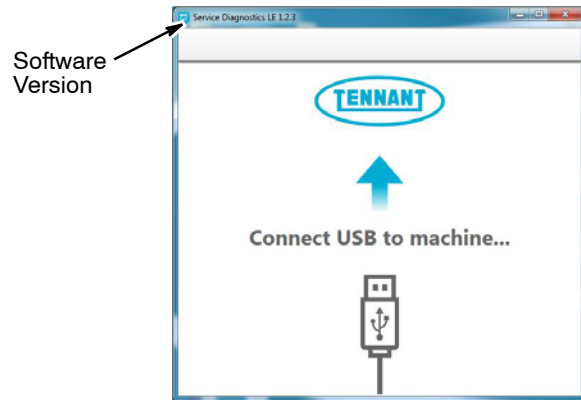 Service Diagnostics LE 1.2.3
Software
Version
TENNANT
Connect USB to machine...